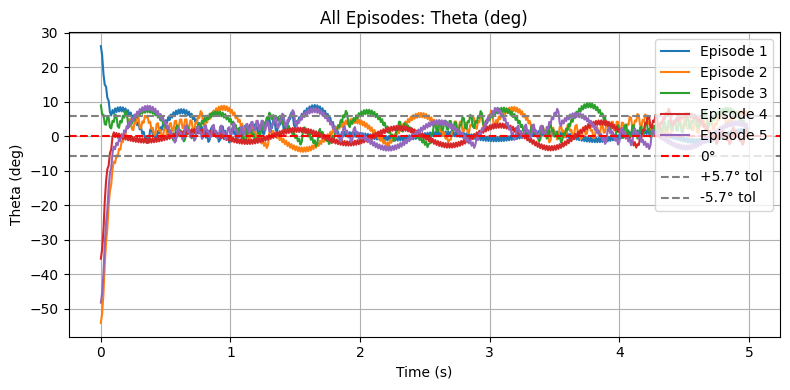 All Episodes: Theta (deg)
Theta (deg)
30
20
10
0
−10
−20
−30
−40
−50
0
1
2
3
4
5
Time (s)
Episode 1
Episode 2
Episode 3
Episode 4
Episode 5
0°
+5.7° tol
-5.7° tol